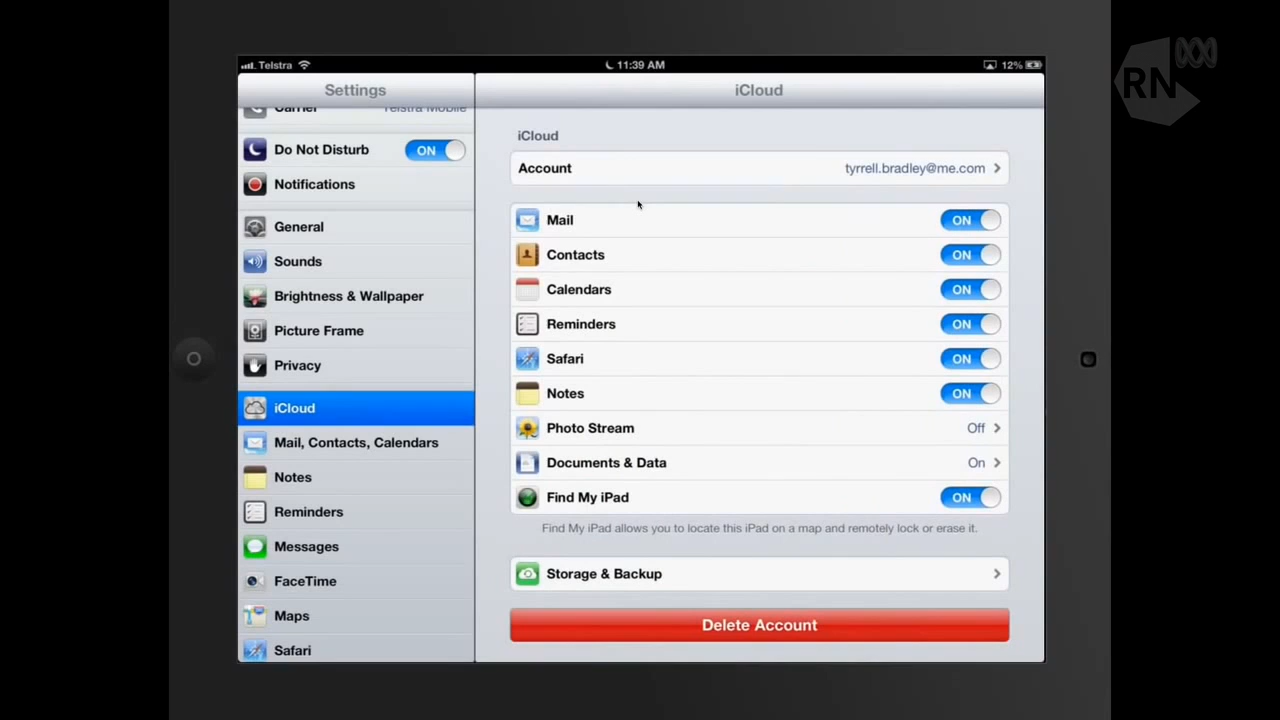 Telstra
11:39 AM
12%
Settings
iCloud
Carrier Telstra Mobile
Do Not Disturb ON
Notifications
General
Sounds
Brightness & Wallpaper
Picture Frame
Privacy
iCloud
Mail, Contacts, Calendars
Notes
Reminders
Messages
FaceTime
Maps
Safari
iCloud
Account tyrrell.bradley@me.com
Mail ON
Contacts ON
Calendars ON
Reminders ON
Safari ON
Notes ON
Photo Stream Off
Documents & Data On
Find My iPad ON
Find My iPad allows you to locate this iPad on a map and remotely lock or erase it.
Storage & Backup
Delete Account
RN